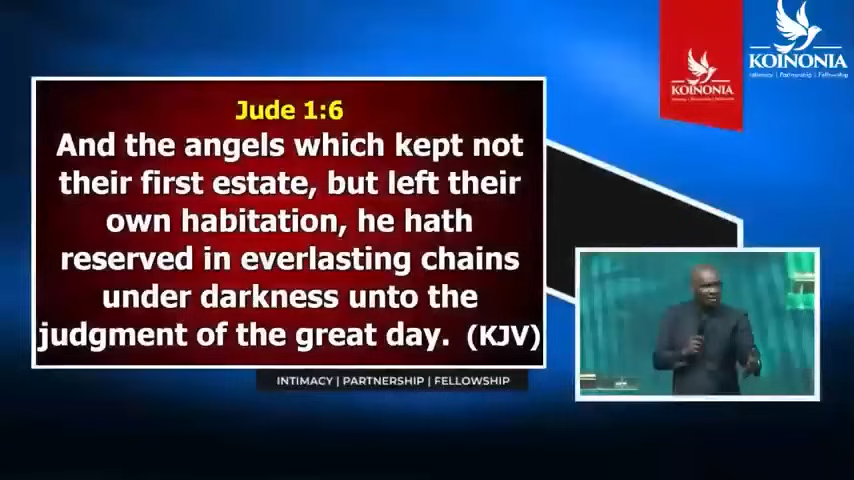 Jude 1:6
And the angels which kept not
their first estate, but left their
own habitation, he hath
reserved in everlasting chains
under darkness unto the
judgment of the great day. (KJV)
INTIMACY | PARTNERSHIP | FELLOWSHIP
KOINONIA
KOINONIA
Intimacy | Partnership | Fellowship